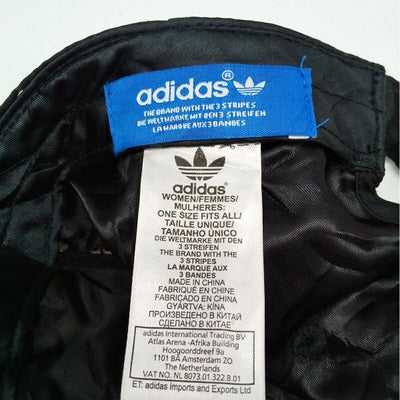 adidas®
THE BRAND WITH THE 3 STRIPES
DIE WELTMARKE MIT DEN 3 STREIFEN
LA MARQUE AUX 3 BANDES
adidas
WOMEN/FEMMES/
MULHERES:
ONE SIZE FITS ALL/
TAILLE UNIQUE/
TAMANHO ÚNICO
DIE WELTMARKE MIT DEN
3 STREIFEN
THE BRAND WITH THE
3 STRIPES
LA MARQUE AUX
3 BANDES
MADE IN CHINA
FABRIQUÉ EN CHINE
FABRICADO EN CHINA
GYÁRTVA: KÍNA
ПРОИЗВЕДЕНО В КИТАЙ
СДЕЛАНО В КИТАЕ
adidas International Trading BV
Atlas Arena -Afrika Building
Hoogoorddreef 9a
1101 BA Amsterdam ZO
The Netherlands
VAT NO. NL 8073.01.322.B.01
ET: adidas Imports and Exports Ltd